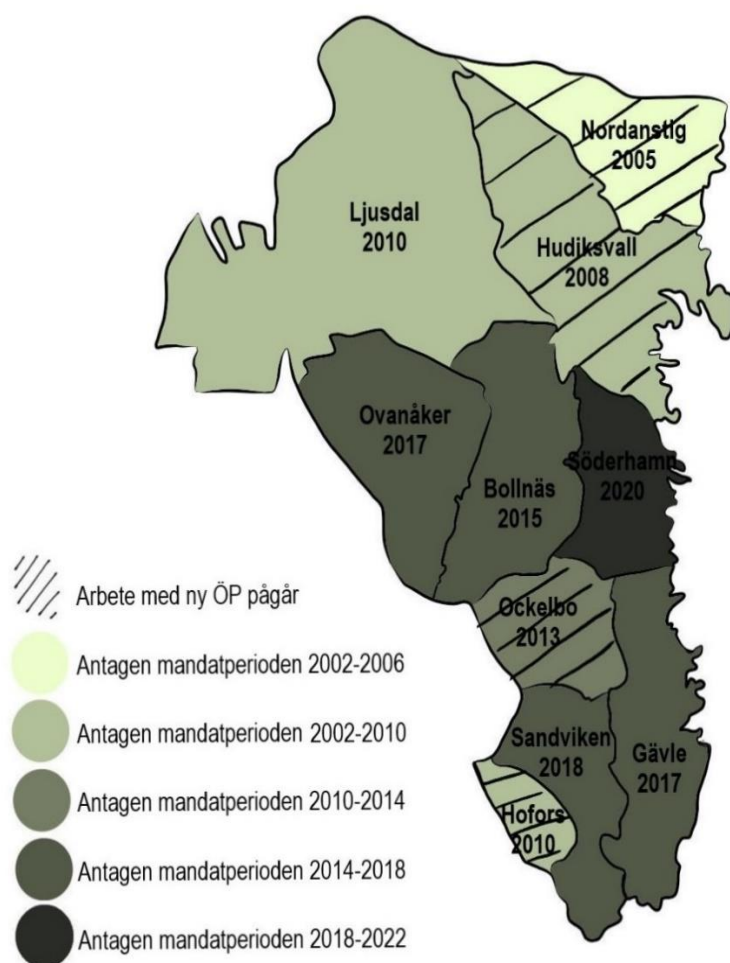 Nordanstig
2005
Ljusdal
2010
Hudiksvall
2008
Ovanåker
2017
Bollnäs
2015
Söderhamn
2020
Ockelbo
2013
Sandviken
2018
Gävle
2017
Hofors
2010
Arbete med ny ÖP pågår
Antagen mandatperioden 2002-2006
Antagen mandatperioden 2002-2010
Antagen mandatperioden 2010-2014
Antagen mandatperioden 2014-2018
Antagen mandatperioden 2018-2022